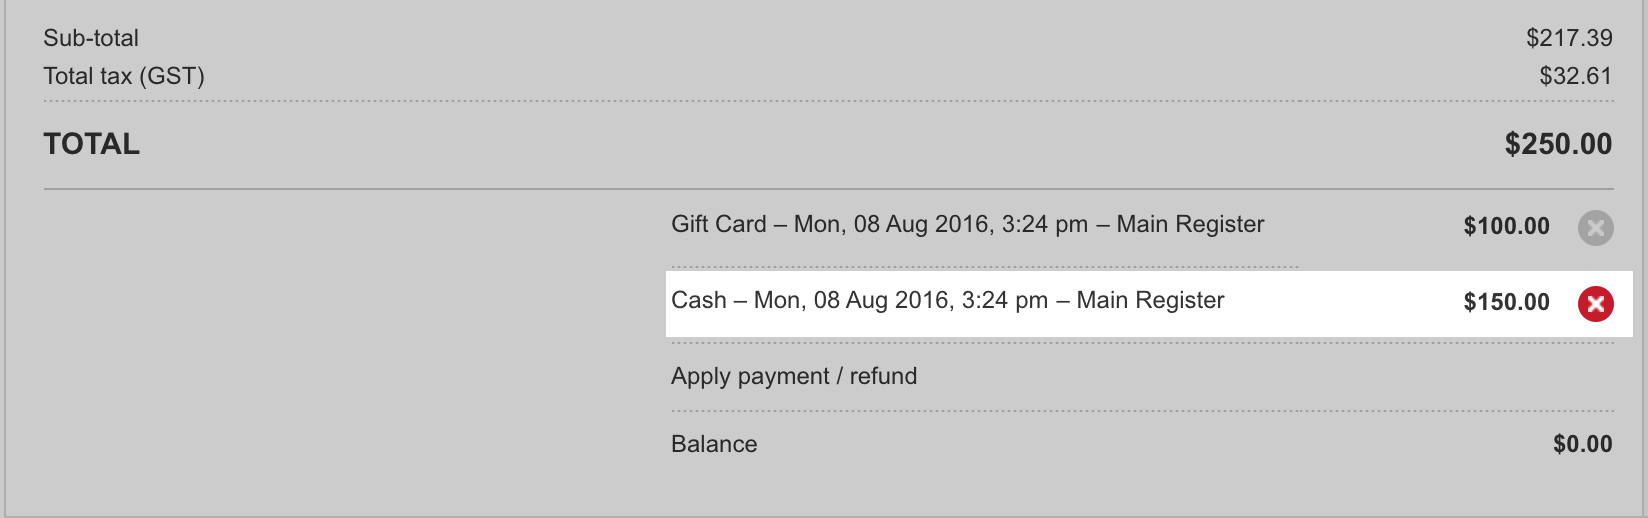 Sub-total $217.39
Total tax (GST) $32.61
TOTAL $250.00
Gift Card – Mon, 08 Aug 2016, 3:24 pm – Main Register $100.00
Cash – Mon, 08 Aug 2016, 3:24 pm – Main Register $150.00
Apply payment / refund
Balance $0.00